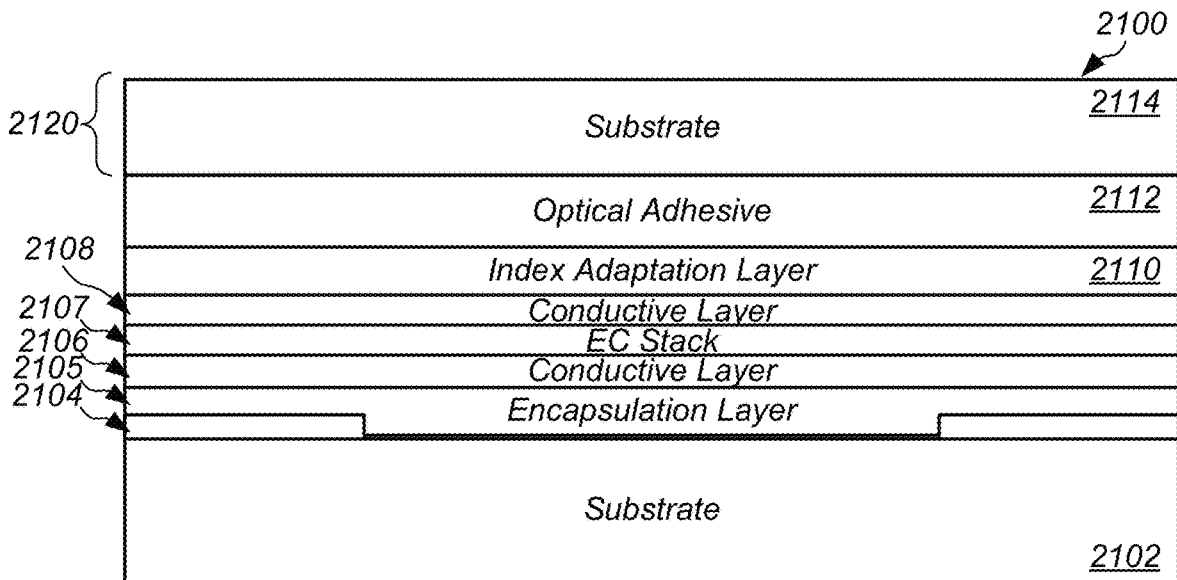 2100
2114
2120
Substrate
2112
Optical Adhesive
2108
Index Adaptation Layer 2110
2107
Conductive Layer
2106
EC Stack
2105
Conductive Layer
2104
Encapsulation Layer
Substrate
2102